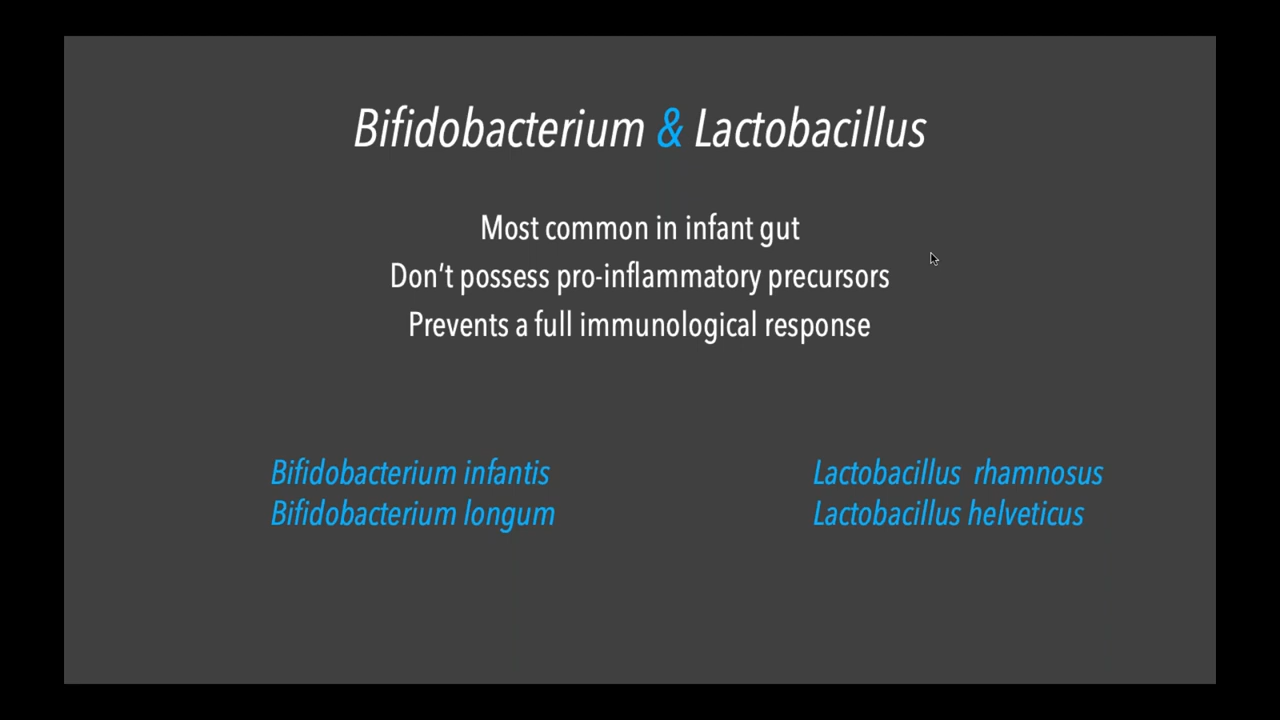 Bifidobacterium & Lactobacillus
Most common in infant gut
Don’t possess pro-inflammatory precursors
Prevents a full immunological response
Bifidobacterium infantis
Bifidobacterium longum
Lactobacillus rhamnosus
Lactobacillus helveticus